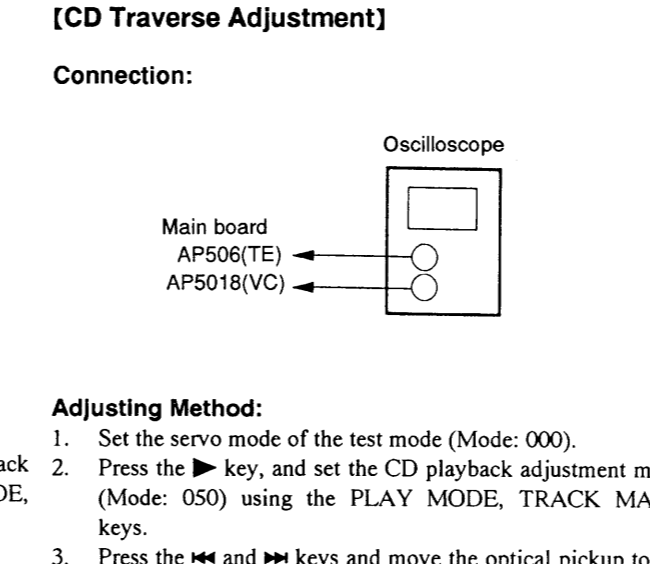 【CD Traverse Adjustment】
Connection:
Oscilloscope
Main board
AP506(TE)
AP5018(VC)
Adjusting Method:
1. Set the servo mode of the test mode (Mode: 000).
ack
2. Press the ▶ key, and set the CD playback adjustment m
DE,
(Mode: 050) using the PLAY MODE, TRACK MA
keys.
3. Press the ⏮ and ⏭ keys and move the optical pickup to